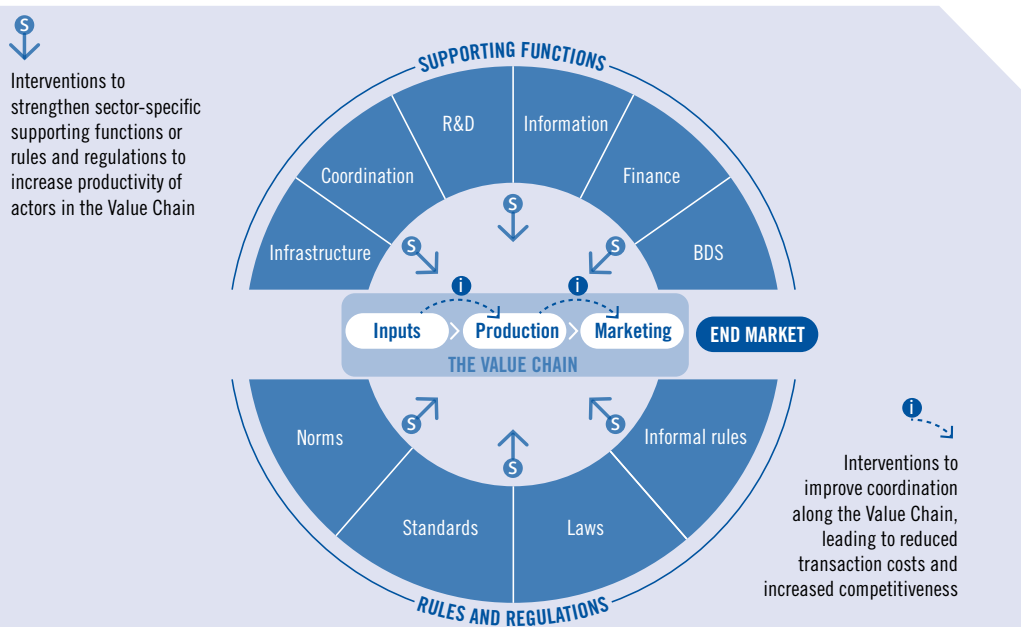 S
Interventions to
strengthen sector-specific
supporting functions or
rules and regulations to
increase productivity of
actors in the Value Chain
SUPPORTING FUNCTIONS
Infrastructure
Coordination
R&D
Information
Finance
BDS
S
S
S
i
i
Inputs
Production
Marketing
THE VALUE CHAIN
END MARKET
S
S
S
Norms
Standards
Laws
Informal rules
RULES AND REGULATIONS
i
Interventions to
improve coordination
along the Value Chain,
leading to reduced
transaction costs and
increased competitiveness